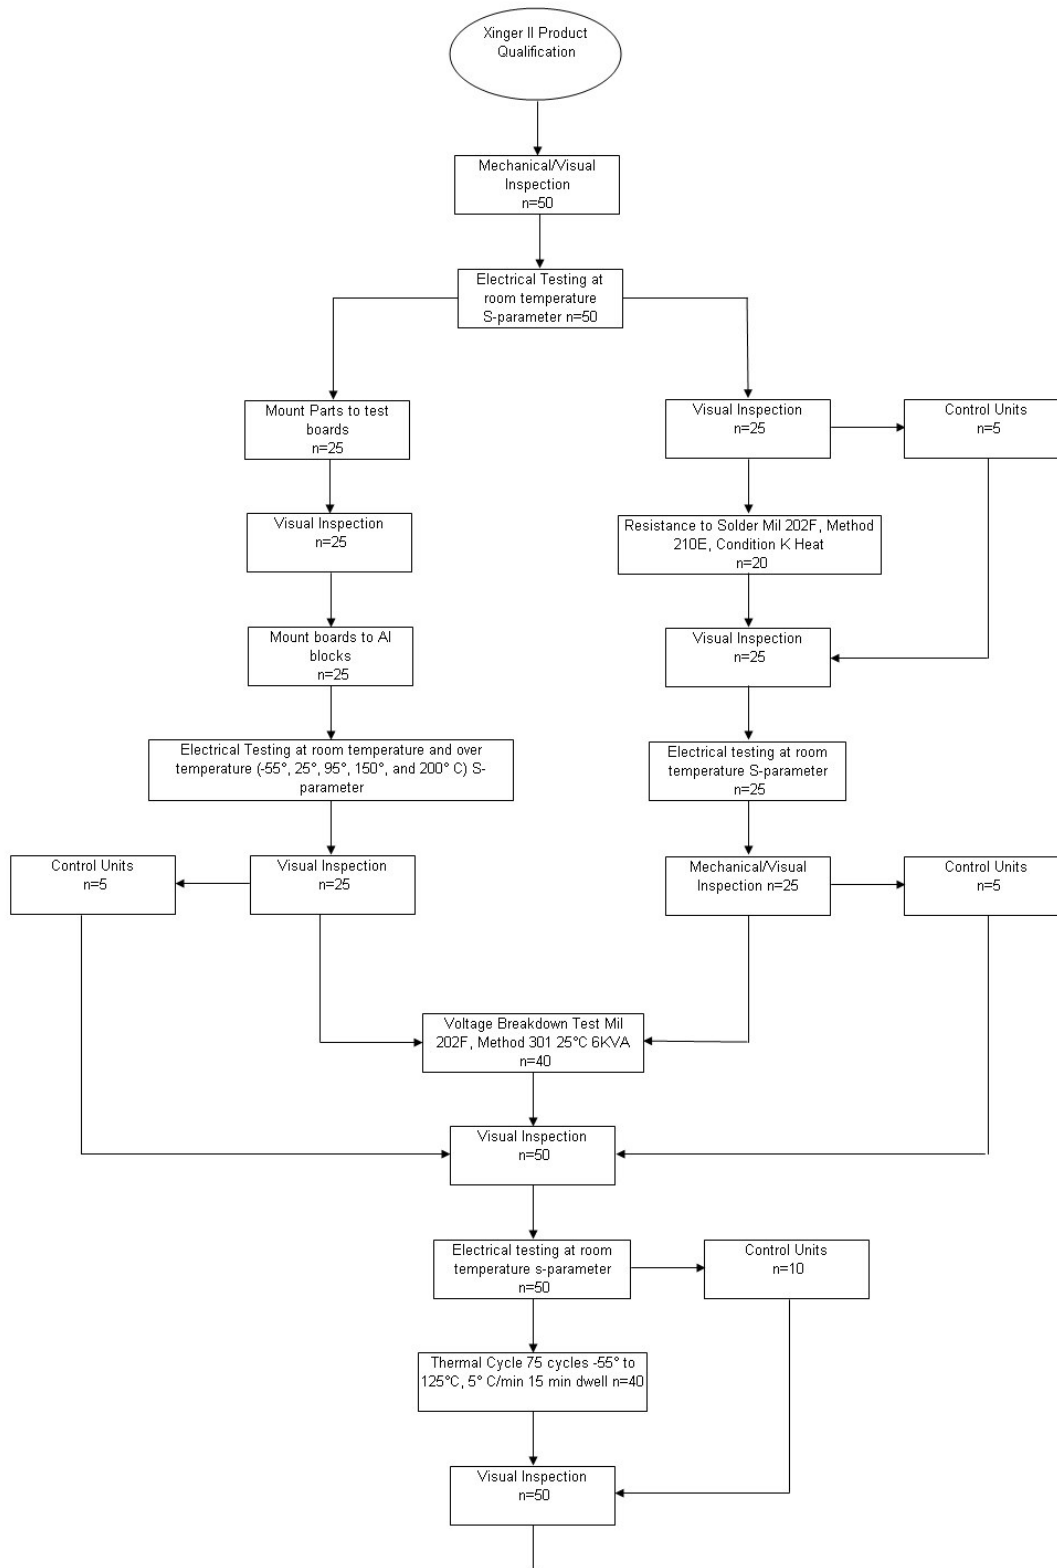 Xinger II Product
Qualification
Mechanical/Visual
Inspection
n=50
Electrical Testing at
room temperature
S-parameter n=50
Mount Parts to test
boards
n=25
Visual Inspection
n=25
Control Units
n=5
Visual Inspection
n=25
Resistance to Solder Mil 202F, Method
210E, Condition K Heat
n=20
Mount boards to Al
blocks
n=25
Visual Inspection
n=25
Electrical Testing at room temperature and over
temperature (-55°, 25°, 95°, 150°, and 200° C) S-
parameter
Electrical testing at room
temperature S-parameter
n=25
Control Units
n=5
Visual Inspection
n=25
Mechanical/Visual
Inspection n=25
Control Units
n=5
Voltage Breakdown Test Mil
202F, Method 301 25°C 6KVA
n=40
Visual Inspection
n=50
Electrical testing at room
temperature s-parameter
n=50
Control Units
n=10
Thermal Cycle 75 cycles -55° to
125°C, 5° C/min 15 min dwell n=40
Visual Inspection
n=50